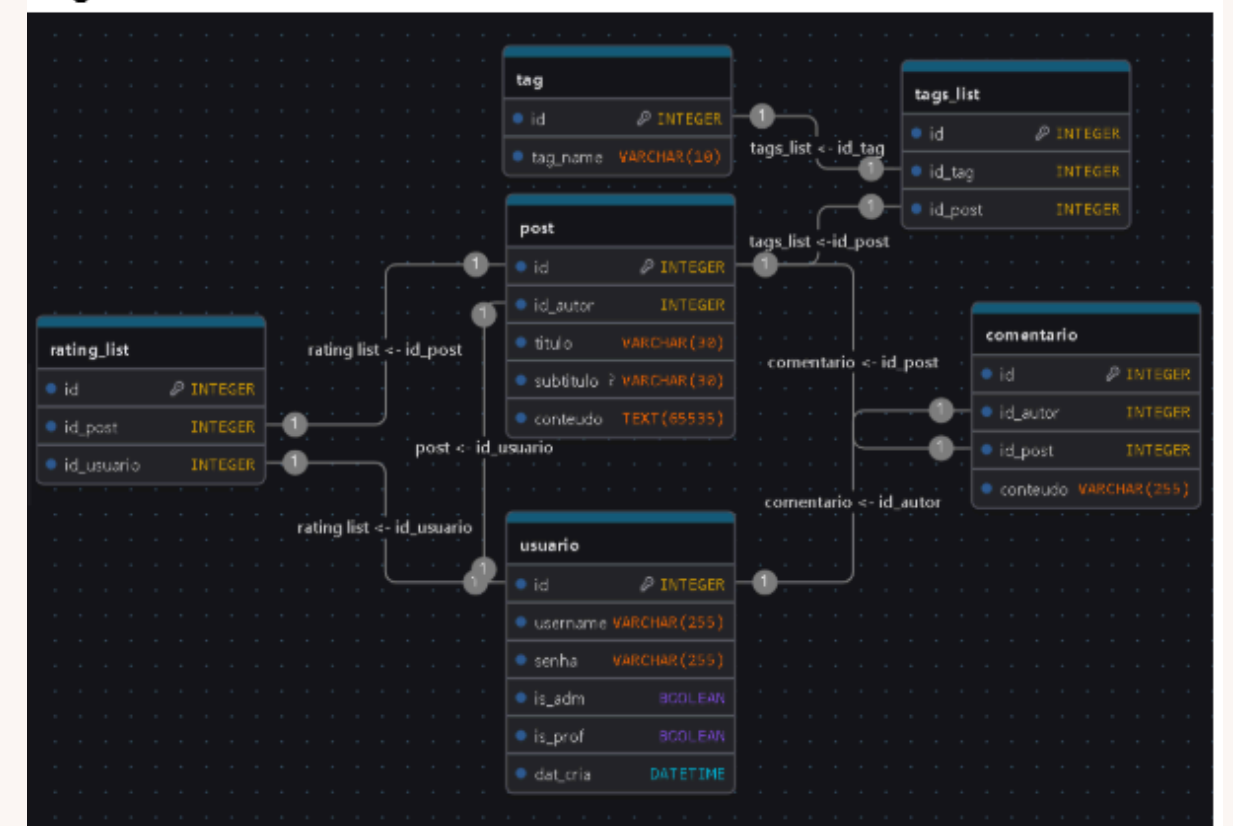 tag
id INTEGER
tag_name VARCHAR(10)
tags_list
id INTEGER
id_tag INTEGER
id_post INTEGER
1
tags_list <- id_tag
1
1
tags_list <-id_post
post
id INTEGER
id_autor INTEGER
titulo VARCHAR(30)
subtitulo ? VARCHAR(30)
conteudo TEXT(65535)
1
1
1
rating_list
id INTEGER
id_post INTEGER
id_usuario INTEGER
1
1
rating list <- id_post
post <- id_usuario
rating list <- id_usuario
comentario <- id_post
comentario
id INTEGER
id_autor INTEGER
id_post INTEGER
conteudo VARCHAR(255)
1
1
comentario <- id_autor
usuario
id INTEGER
username VARCHAR(255)
senha VARCHAR(255)
is_adm BOOLEAN
is_prof BOOLEAN
dat_cria DATETIME
1
1
1